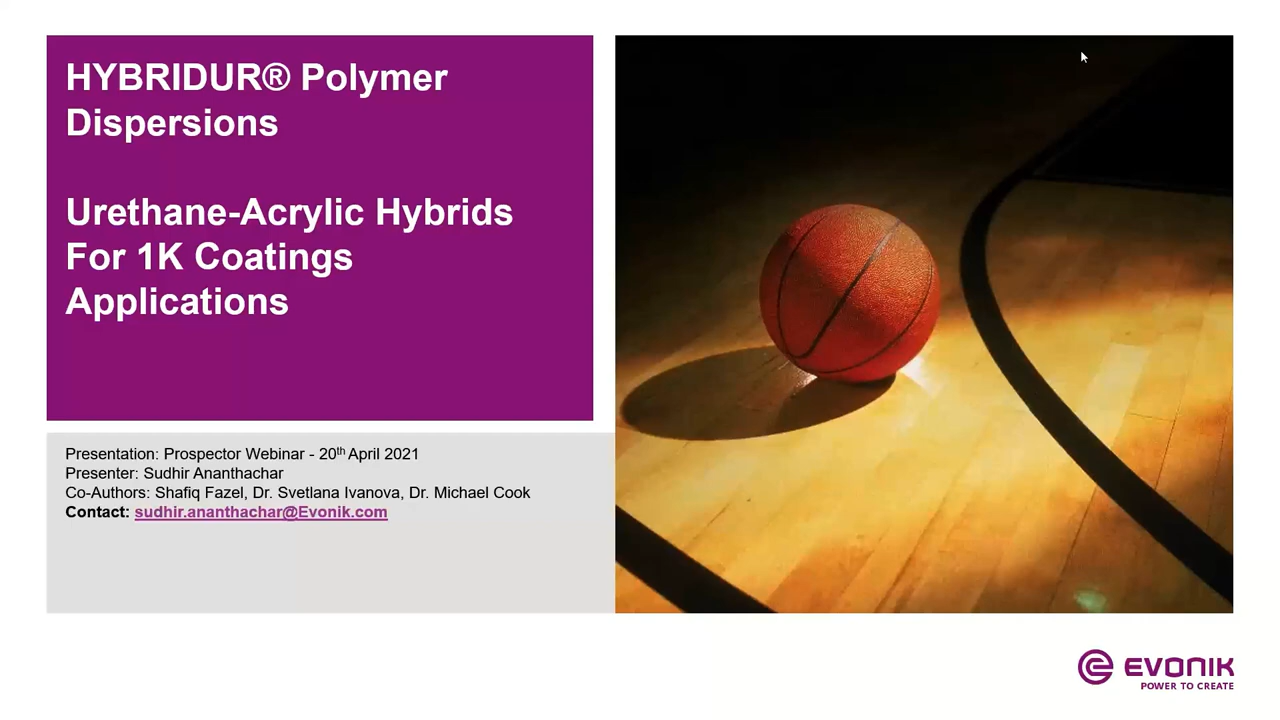 HYBRIDUR® Polymer
Dispersions
Urethane-Acrylic Hybrids
For 1K Coatings
Applications
Presentation: Prospector Webinar - 20th April 2021
Presenter: Sudhir Ananthachar
Co-Authors: Shafiq Fazel, Dr. Svetlana Ivanova, Dr. Michael Cook
Contact: sudhir.ananthachar@Evonik.com
EVONIK
POWER TO CREATE